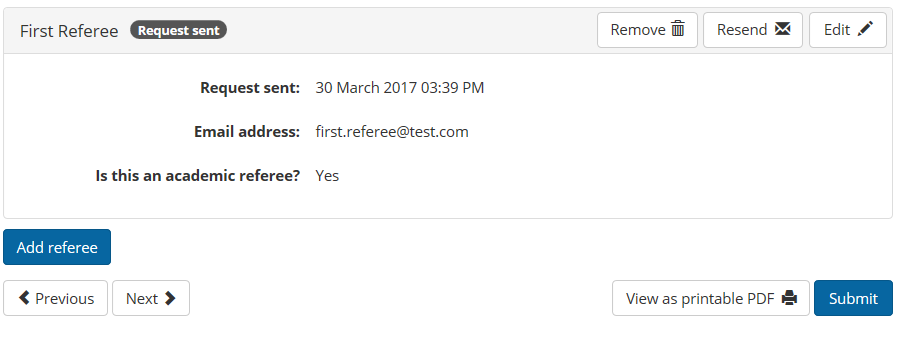 First Referee Request sent Remove Resend Edit
Request sent: 30 March 2017 03:39 PM
Email address: first.referee@test.com
Is this an academic referee? Yes
Add referee
Previous Next View as printable PDF Submit